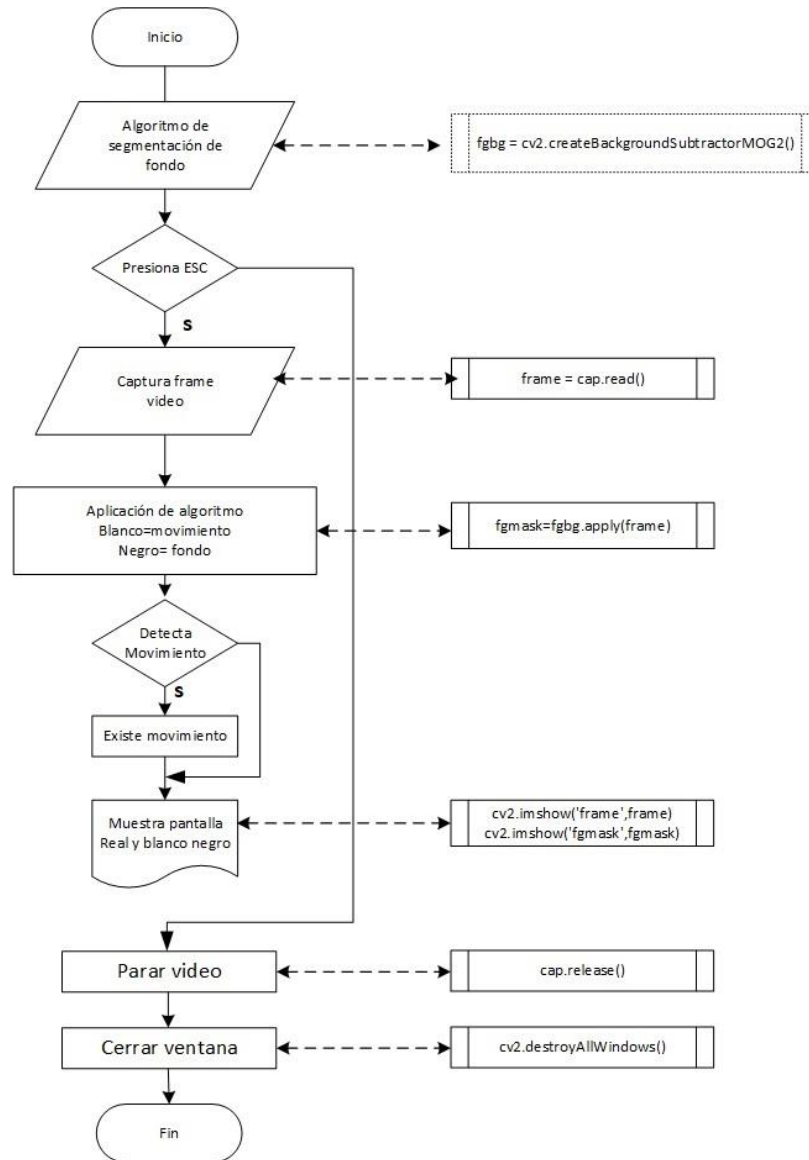 Inicio
Algoritmo de
segmentación de
fondo
fgbg = cv2.createBackgroundSubtractorMOG2()
Presiona ESC
s
Captura frame
video
frame = cap.read()
Aplicación de algoritmo
Blanco=movimiento
Negro= fondo
fgmask=fgbg.apply(frame)
Detecta
Movimiento
s
Existe movimiento
Muestra pantalla
Real y blanco negro
cv2.imshow('frame',frame)
cv2.imshow('fgmask',fgmask)
Parar video
cap.release()
Cerrar ventana
cv2.destroyAllWindows()
Fin